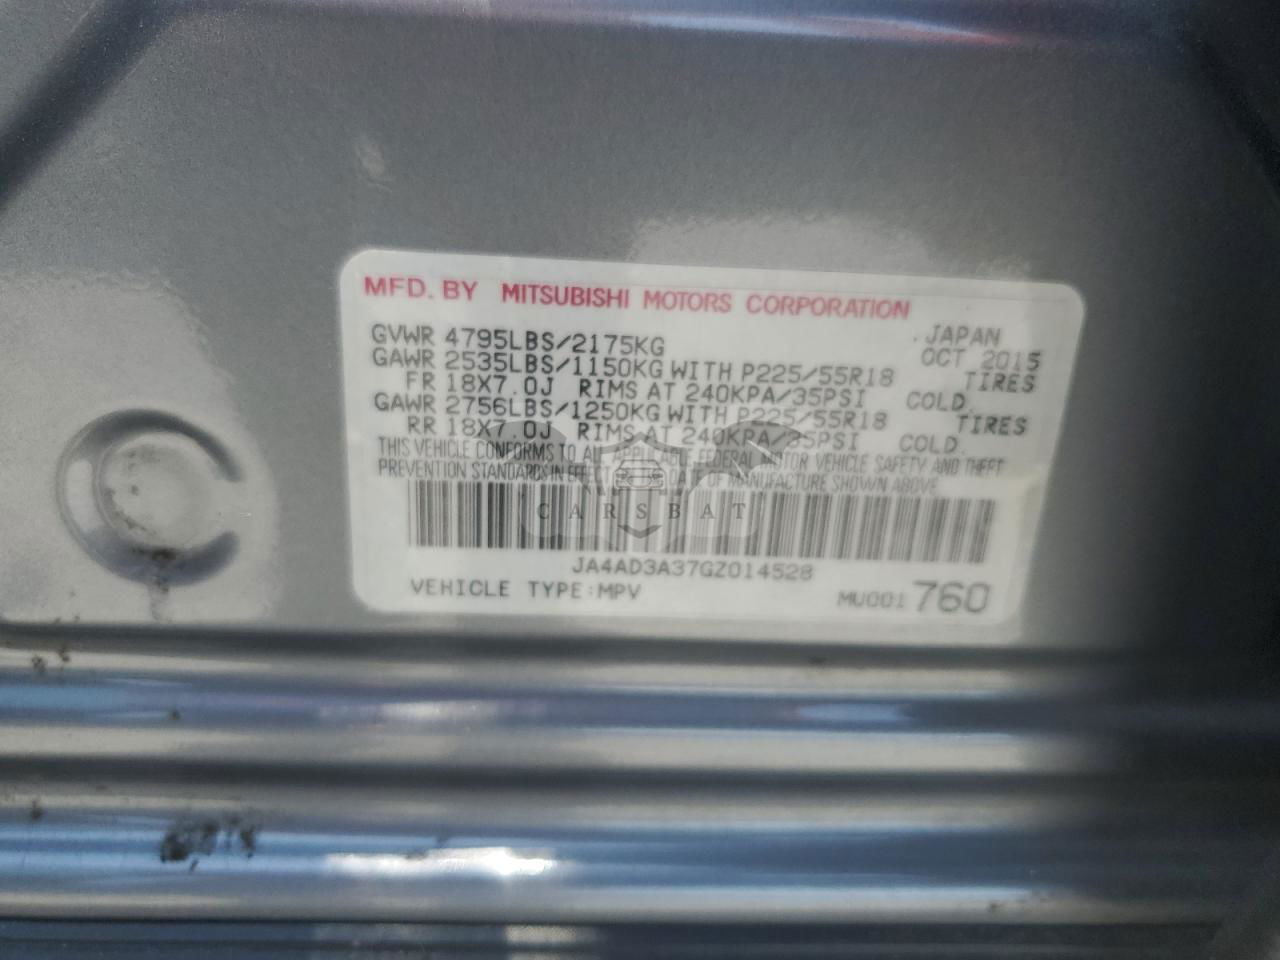 MFD. BY MITSUBISHI MOTORS CORPORATION
GVWR 4795LBS/2175KG JAPAN
OCT 2015
GAWR 2535LBS/1150KG WITH P225/55R18 TIRES
FR 18X7.0J RIMS AT 240KPA/35PSI COLD.
GAWR 2756LBS/1250KG WITH P225/55R18 TIRES
RR 18X7.0J RIMS AT 240KPA/35PSI COLD.
THIS VEHICLE CONFORMS TO ALL APPLICABLE FEDERAL MOTOR VEHICLE SAFETY AND THEFT
PREVENTION STANDARDS IN EFFECT ON THE DATE OF MANUFACTURE SHOWN ABOVE
CARSBAT
JA4AD3A37GZ014528
VEHICLE TYPE:MPV MU001 760